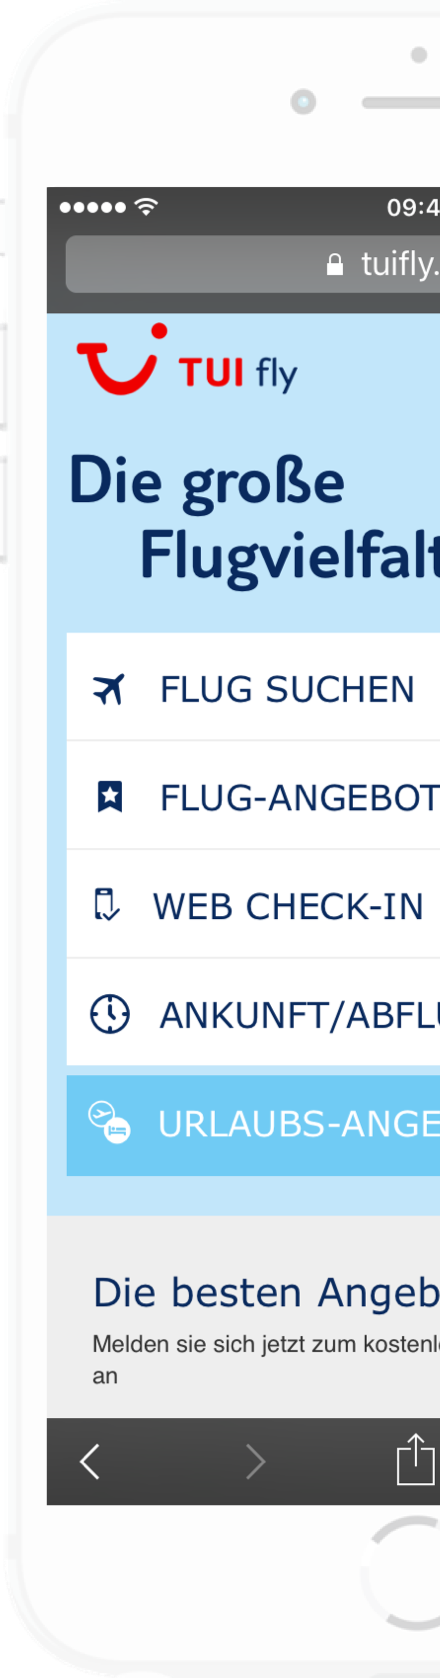 09:4
tuifly.
TUI fly
Die große
Flugvielfalt
FLUG SUCHEN
FLUG-ANGEBOT
WEB CHECK-IN
ANKUNFT/ABFLU
URLAUBS-ANGE
Die besten Angeb
Melden sie sich jetzt zum kostenl
an